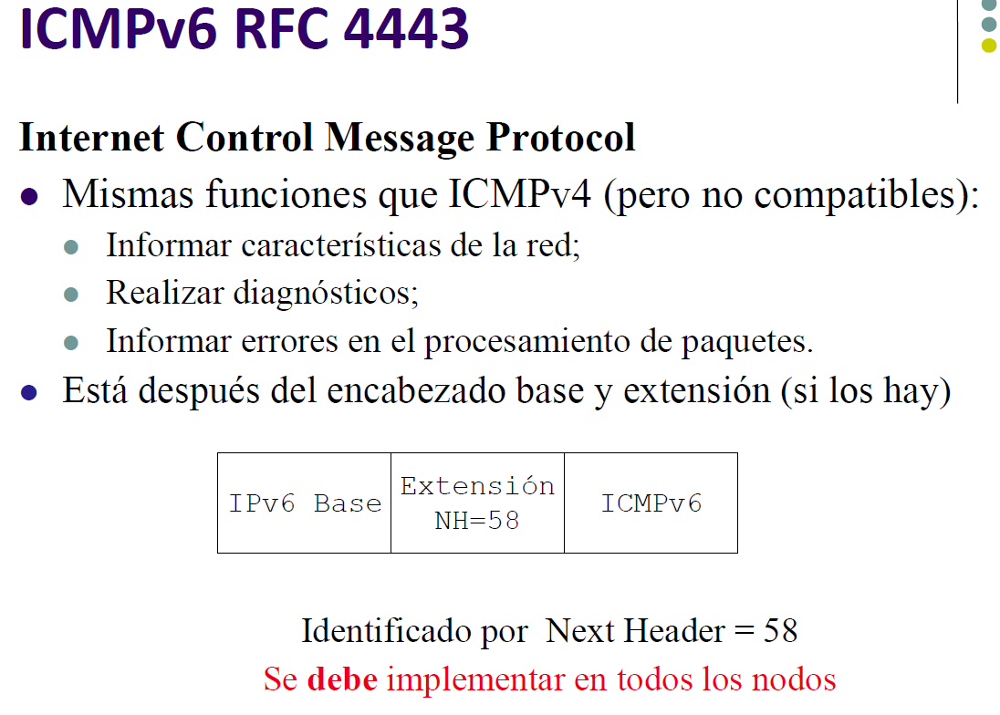 ICMPv6 RFC 4443
Internet Control Message Protocol
Mismas funciones que ICMPv4 (pero no compatibles):
Informar características de la red;
Realizar diagnósticos;
Informar errores en el procesamiento de paquetes.
Está después del encabezado base y extensión (si los hay)
IPv6 Base
Extensión
NH=58
ICMPv6
Identificado por Next Header = 58
Se debe implementar en todos los nodos